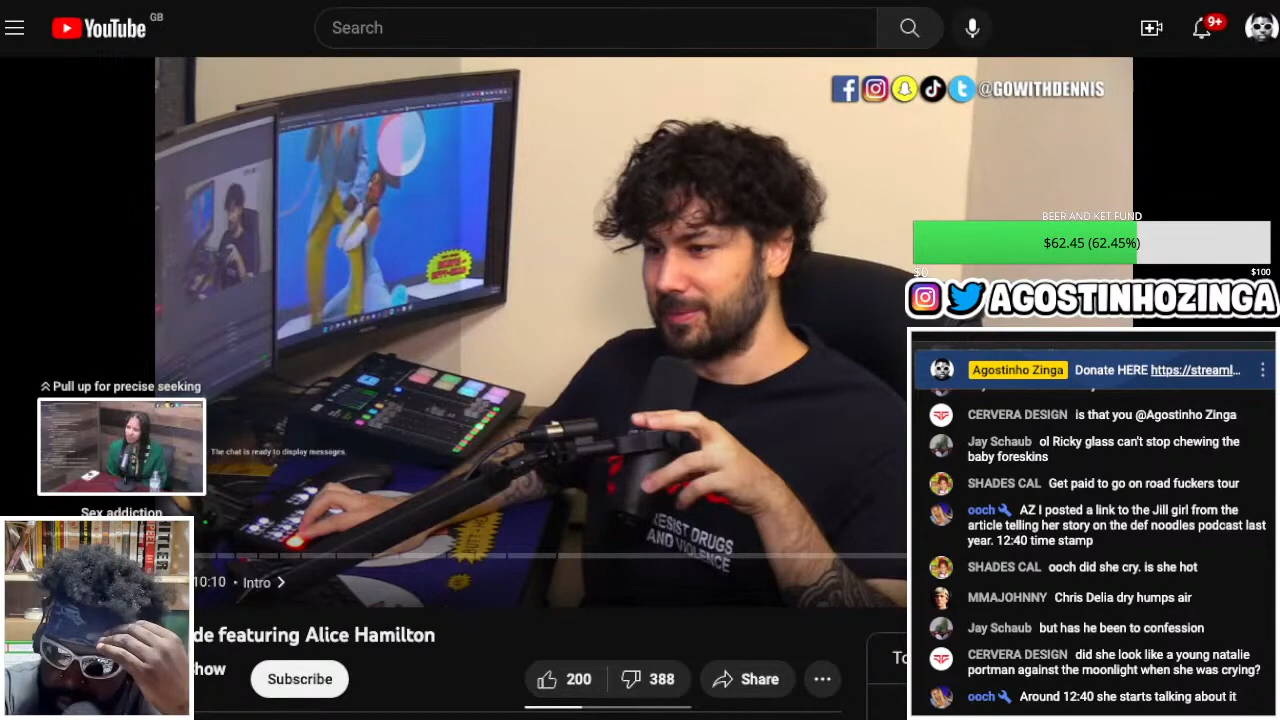 YouTube GB
Search
9+
@GOWITHDENNIS
BEER AND KET FUND
$62.45 (62.45%)
$0
$100
AGOSTINHOZINGA
Agostinho Zinga Donate HERE https://streaml...
CERVERA DESIGN is that you @Agostinho Zinga
Jay Schaub ol Ricky glass can't stop chewing the
baby foreskins
SHADES CAL Get paid to go on road fuckers tour
ooch AZ I posted a link to the Jill girl from the
article telling her story on the def noodles podcast last
year. 12:40 time stamp
SHADES CAL ooch did she cry. is she hot
MMAJOHNNY Chris Delia dry humps air
Jay Schaub but has he been to confession
CERVERA DESIGN did she look like a young natalie
portman against the moonlight when she was crying?
ooch Around 12:40 she starts talking about it
Pull up for precise seeking
The chat is ready to display messages.
Sex addiction
RESIST DRUGS
AND VIOLENCE
HITLER
10:10 • Intro
de featuring Alice Hamilton
how
Subscribe
200
388
Share
To